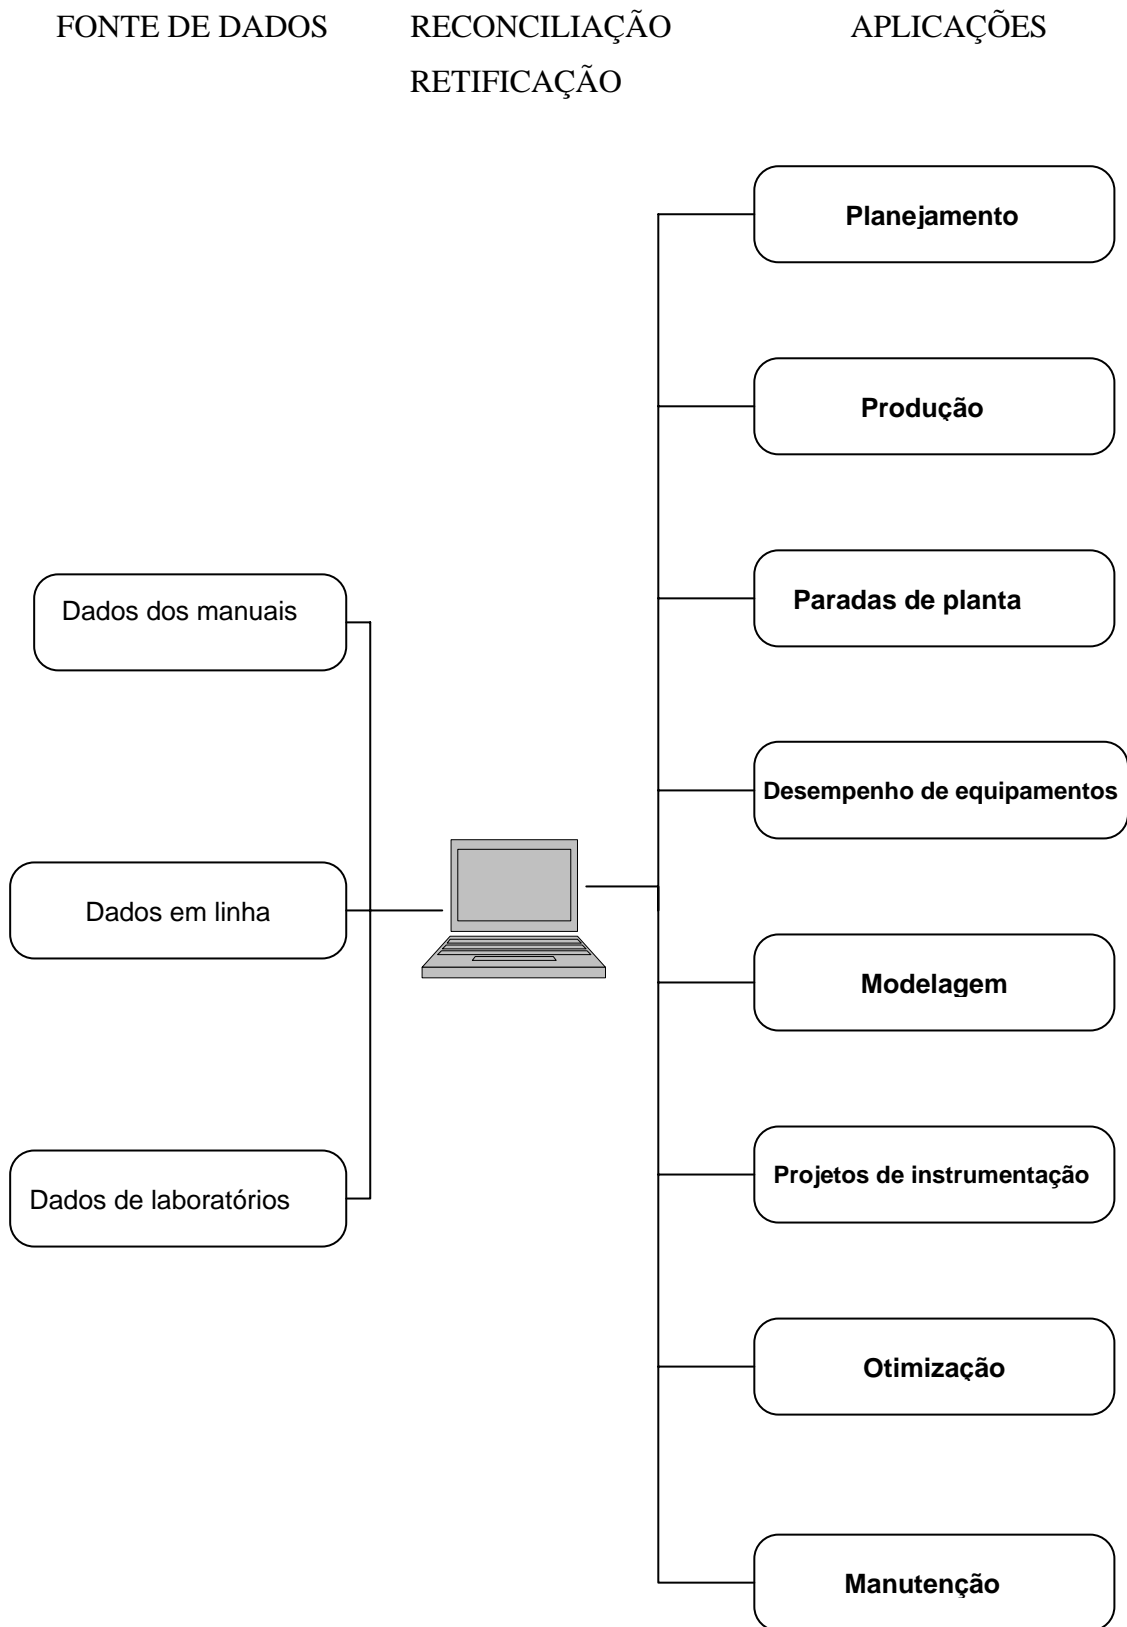 FONTE DE DADOS
RECONCILIAÇÃO
RETIFICAÇÃO
APLICAÇÕES
Dados dos manuais
Dados em linha
Dados de laboratórios
Planejamento
Produção
Paradas de planta
Desempenho de equipamentos
Modelagem
Projetos de instrumentação
Otimização
Manutenção